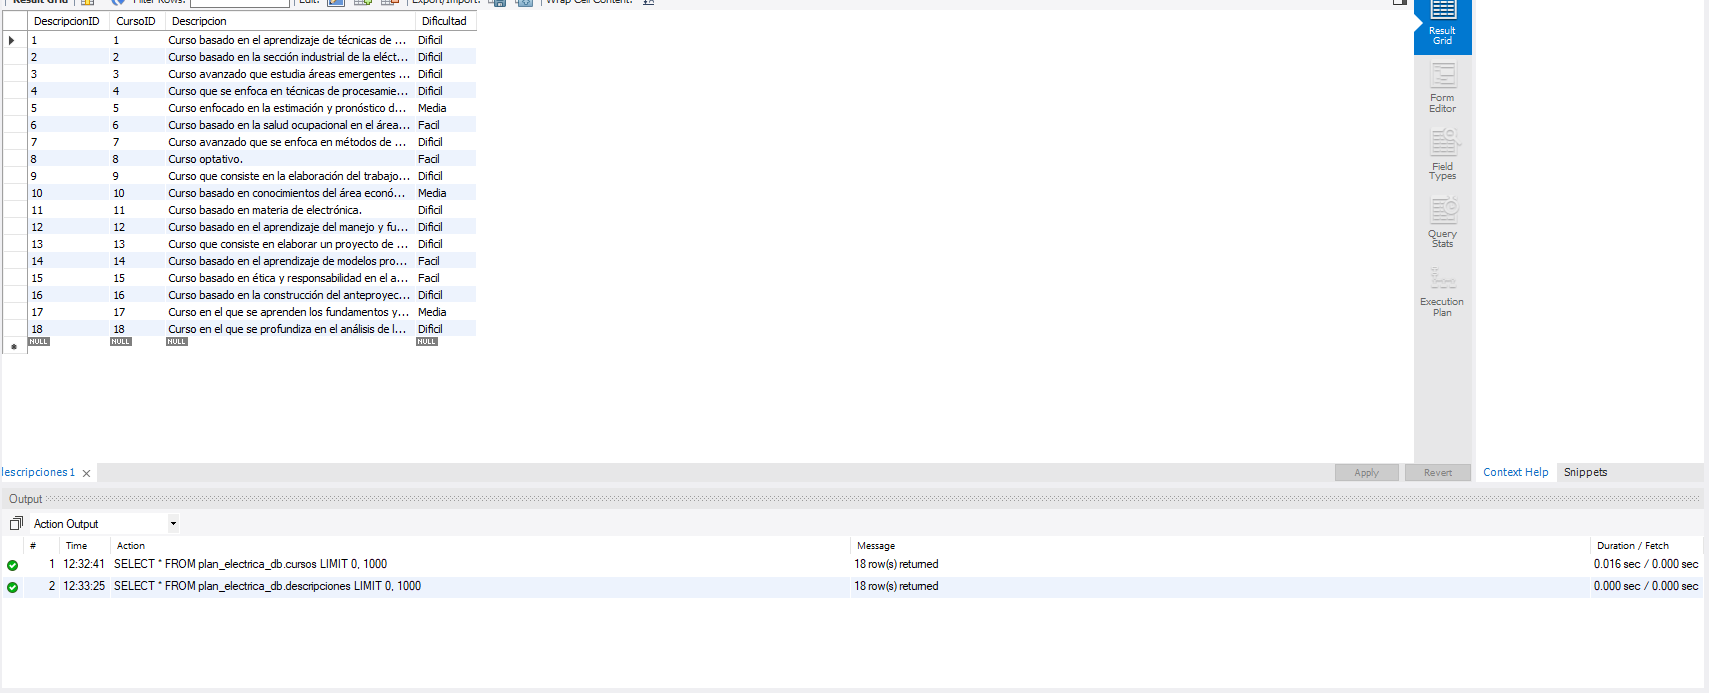 Result Grid Filter Rows: Edit: Export/Import: Wrap Cell Content:
DescripcionID CursoID Descripcion Dificultad
1 1 Curso basado en el aprendizaje de técnicas de ... Dificil
2 2 Curso basado en la sección industrial de la eléct... Dificil
3 3 Curso avanzado que estudia áreas emergentes ... Dificil
4 4 Curso que se enfoca en técnicas de procesamie... Dificil
5 5 Curso enfocado en la estimación y pronóstico d... Media
6 6 Curso basado en la salud ocupacional en el área... Facil
7 7 Curso avanzado que se enfoca en métodos de ... Dificil
8 8 Curso optativo. Facil
9 9 Curso que consiste en la elaboración del trabajo... Dificil
10 10 Curso basado en conocimientos del área econó... Media
11 11 Curso basado en materia de electrónica. Dificil
12 12 Curso basado en el aprendizaje del manejo y fu... Dificil
13 13 Curso que consiste en elaborar un proyecto de ... Dificil
14 14 Curso basado en el aprendizaje de modelos pro... Facil
15 15 Curso basado en ética y responsabilidad en el a... Facil
16 16 Curso basado en la construcción del anteproyec... Dificil
17 17 Curso en el que se aprenden los fundamentos y... Media
18 18 Curso en el que se profundiza en el análisis de l... Dificil
NULL NULL NULL NULL
Result
Grid
Form
Editor
Field
Types
Query
Stats
Execution
Plan
descripciones 1 Apply Revert Context Help Snippets
Output
Action Output
# Time Action Message Duration / Fetch
1 12:32:41 SELECT * FROM plan_electrica_db.cursos LIMIT 0, 1000 18 row(s) returned 0.016 sec / 0.000 sec
2 12:33:25 SELECT * FROM plan_electrica_db.descripciones LIMIT 0, 1000 18 row(s) returned 0.000 sec / 0.000 sec